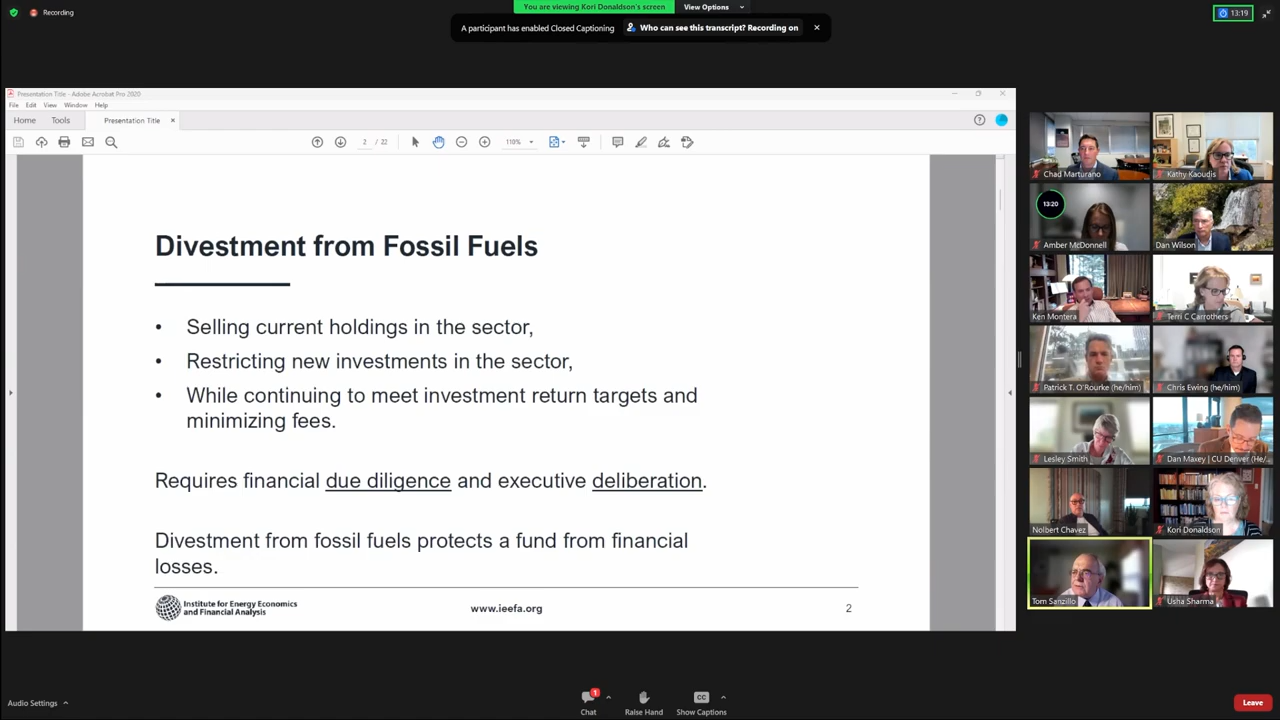 Recording
You are viewing Kori Donaldson's screen
View Options
13:19
A participant has enabled Closed Captioning
Who can see this transcript? Recording on
Presentation Title - Adobe Acrobat Pro 2020
File Edit View Window Help
Home Tools Presentation Title
2 / 22
110%
Divestment from Fossil Fuels
• Selling current holdings in the sector,
• Restricting new investments in the sector,
• While continuing to meet investment return targets and
minimizing fees.
Requires financial due diligence and executive deliberation.
Divestment from fossil fuels protects a fund from financial
losses.
Institute for Energy Economics
and Financial Analysis
www.ieefa.org
2
Chad Marturano
Kathy Kaoudis
13:20
Amber McDonnell
Dan Wilson
Ken Montera
Terri C Carrothers
Patrick T. O'Rourke (he/him)
Chris Ewing (he/him)
Lesley Smith
Dan Maxey | CU Denver (He/...
Nolbert Chavez
Kori Donaldson
Tom Sanzillo
Usha Sharma
Audio Settings
1
Chat
Raise Hand
CC
Show Captions
Leave